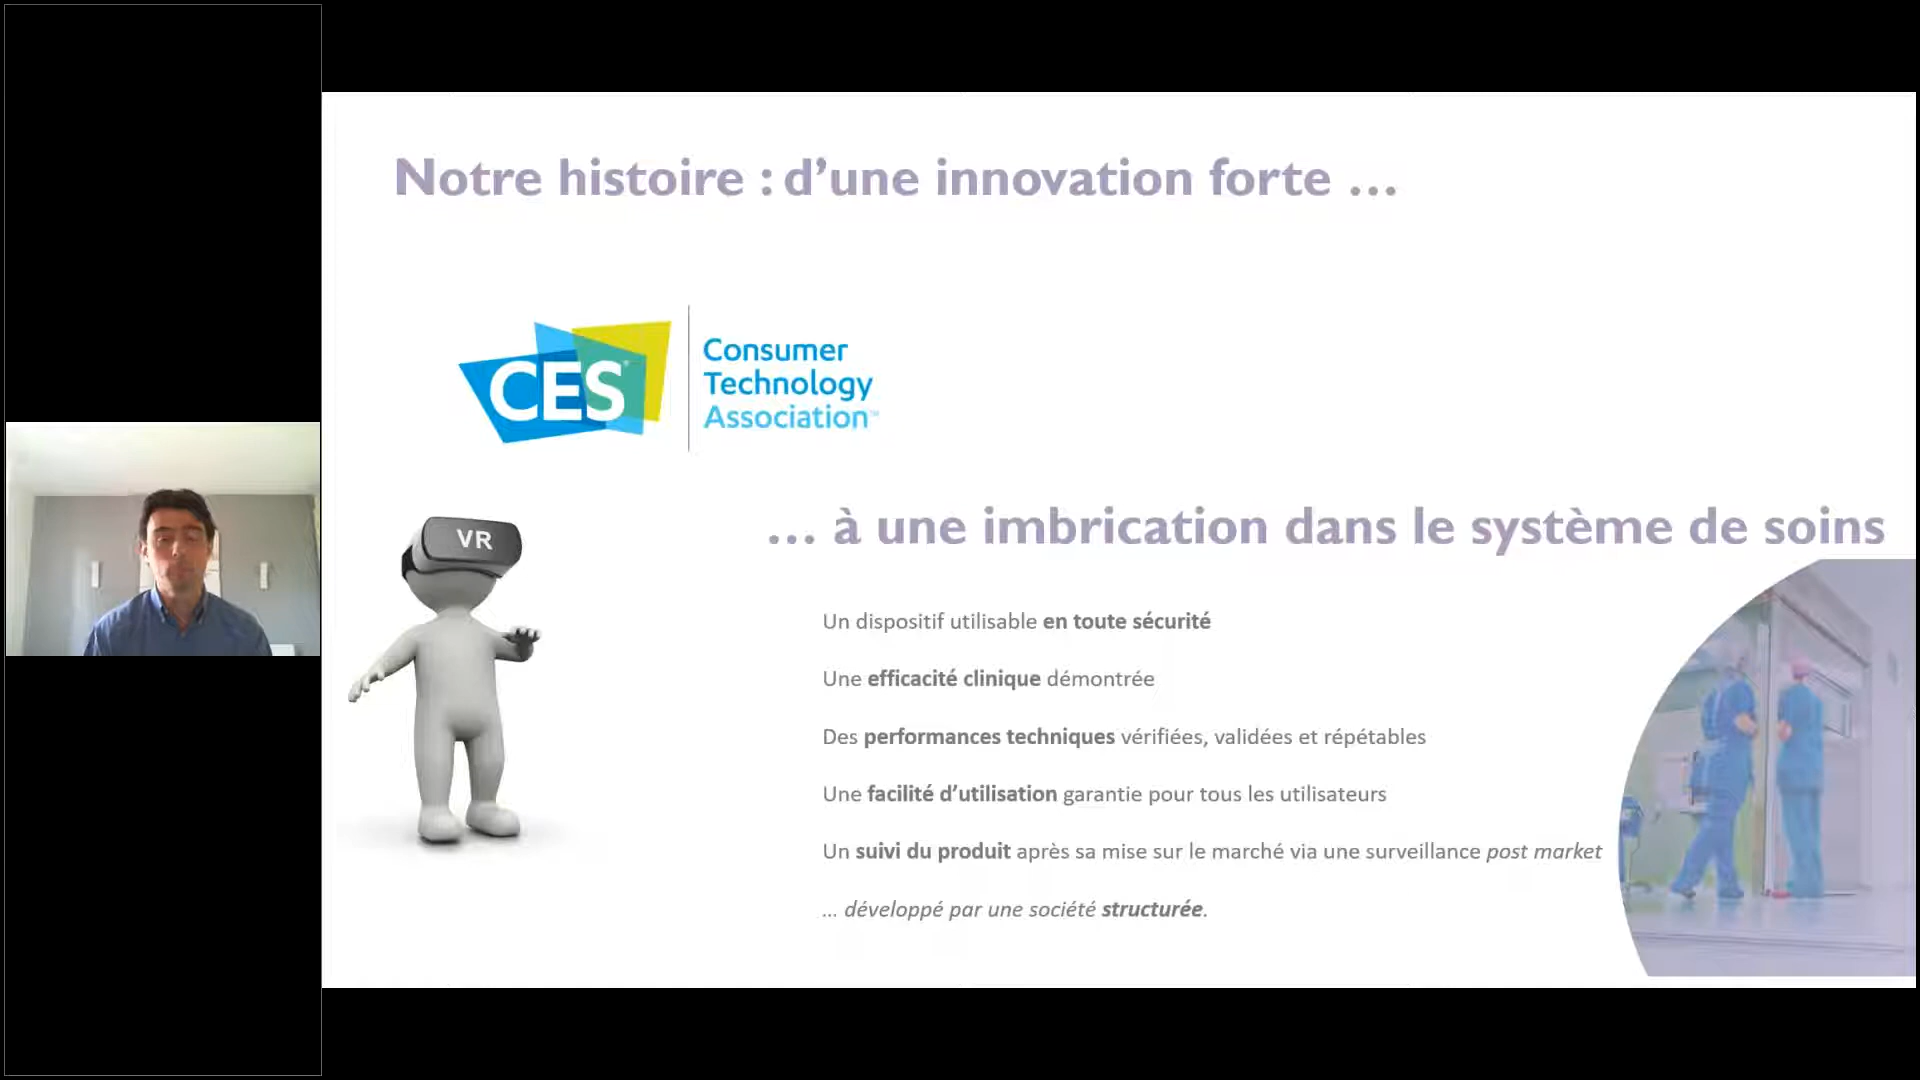 Notre histoire : d’une innovation forte …
CES
Consumer
Technology
Association™
VR
… à une imbrication dans le système de soins
Un dispositif utilisable en toute sécurité
Une efficacité clinique démontrée
Des performances techniques vérifiées, validées et répétables
Une facilité d’utilisation garantie pour tous les utilisateurs
Un suivi du produit après sa mise sur le marché via une surveillance post market
… développé par une société structurée.